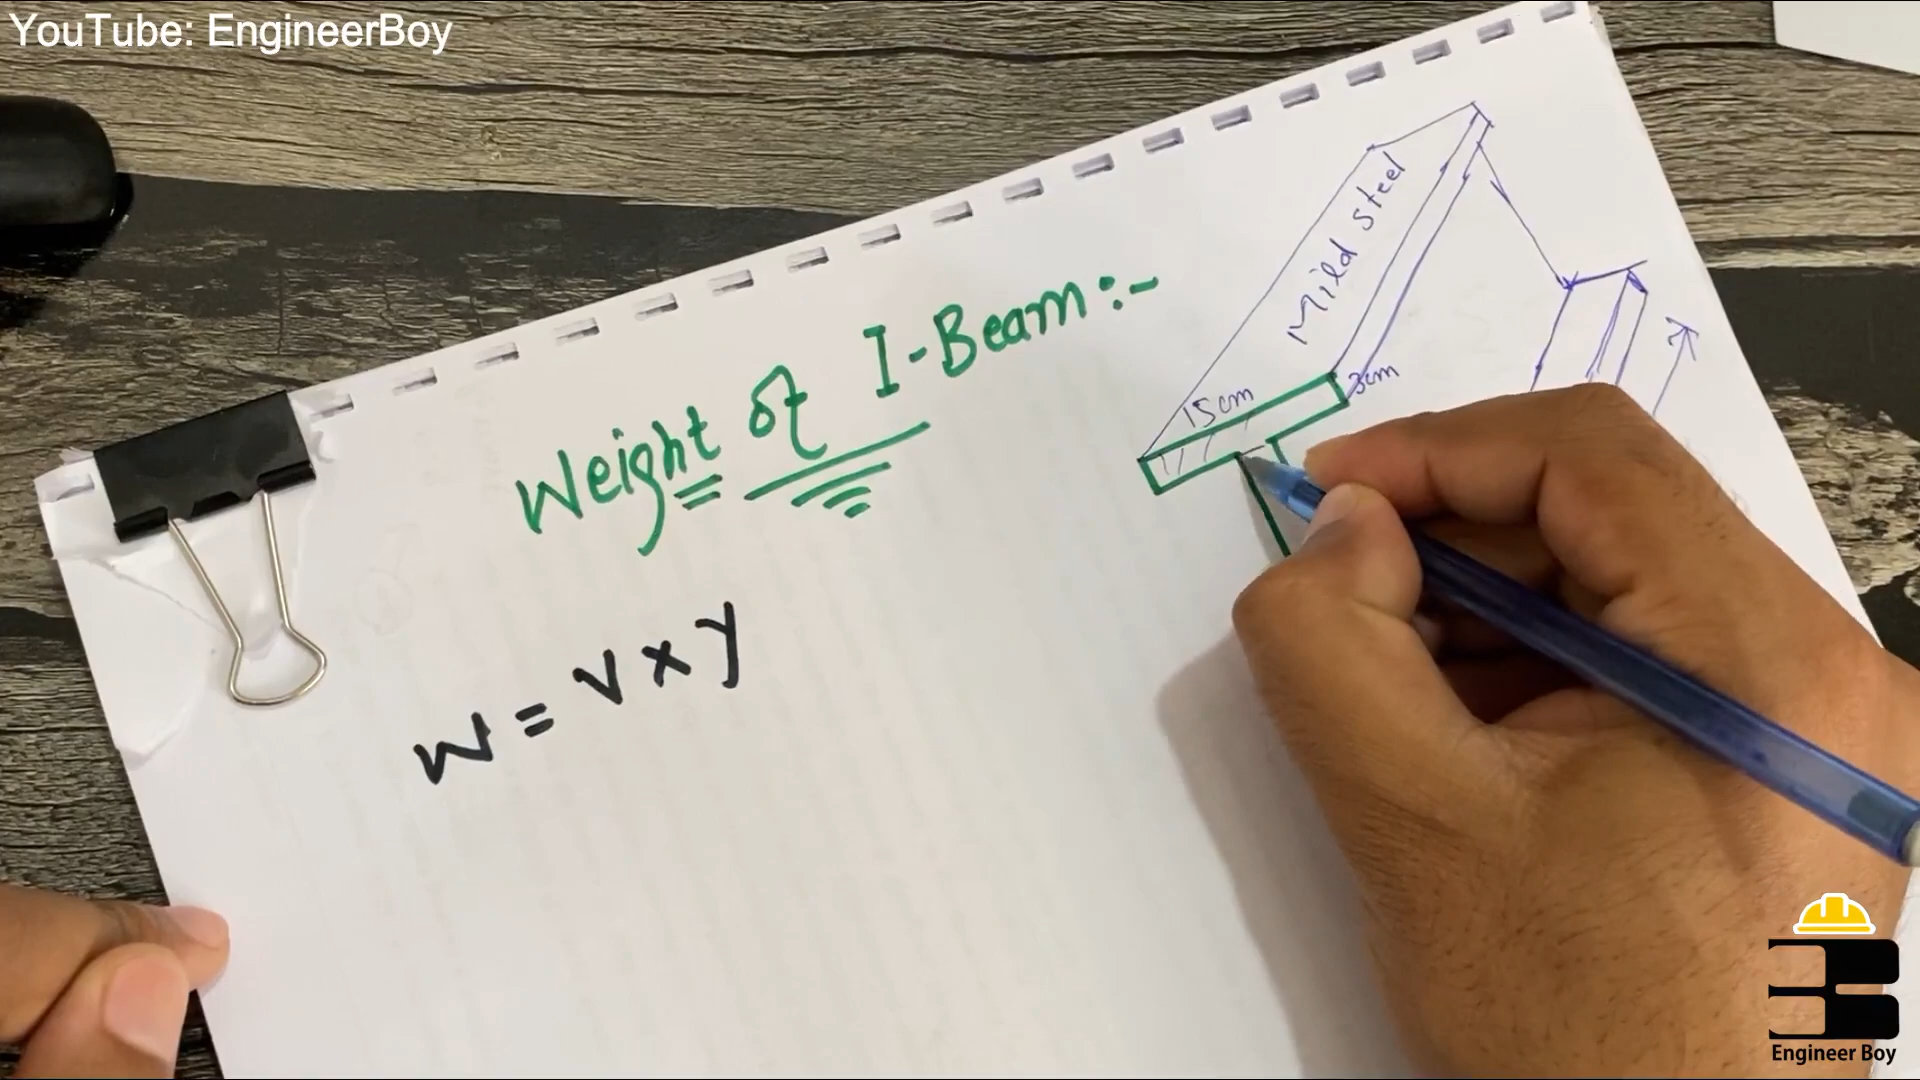 YouTube: EngineerBoy
Weight of I-Beam:-
Mild steel
15cm
3cm
W = V x γ
Engineer Boy